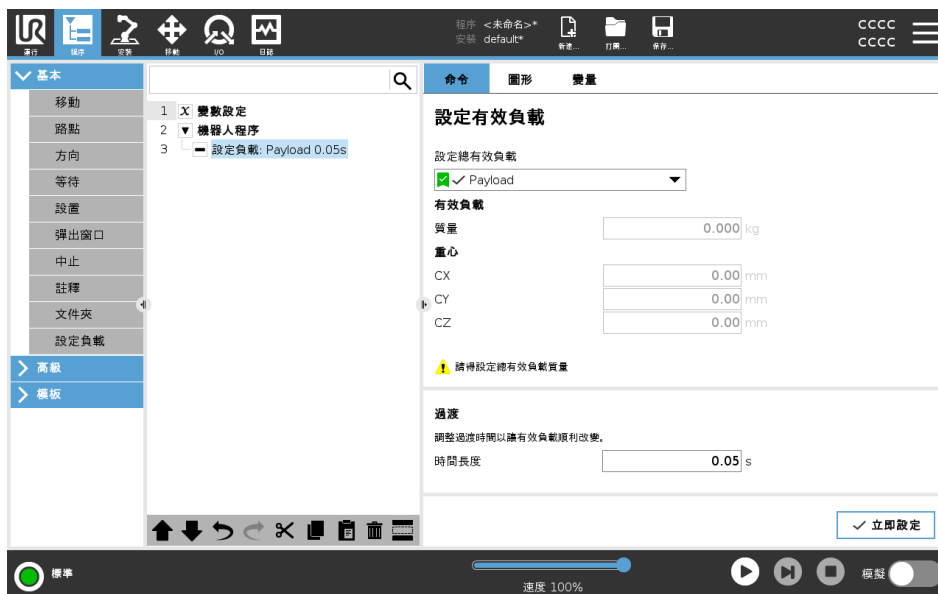 程序 <未命名>*
安裝 default*
CCCC
CCCC
運行
程序
安裝
移動
I/O
日誌
新建...
打開...
保存...
基本
移動
路點
方向
等待
設置
彈出窗口
中止
註釋
文件夾
設定負載
高級
模板
1 X 變數設定
2 機器人程序
3 設定負載: Payload 0.05s
命令 圖形 變量
設定有效負載
設定總有效負載
Payload
有效負載
質量 0.000 kg
重心
CX 0.00 mm
CY 0.00 mm
CZ 0.00 mm
請得設定總有效負載質量
過渡
調整過渡時間以讓有效負載順利改變。
時間長度 0.05 s
立即設定
標準
速度 100%
模擬